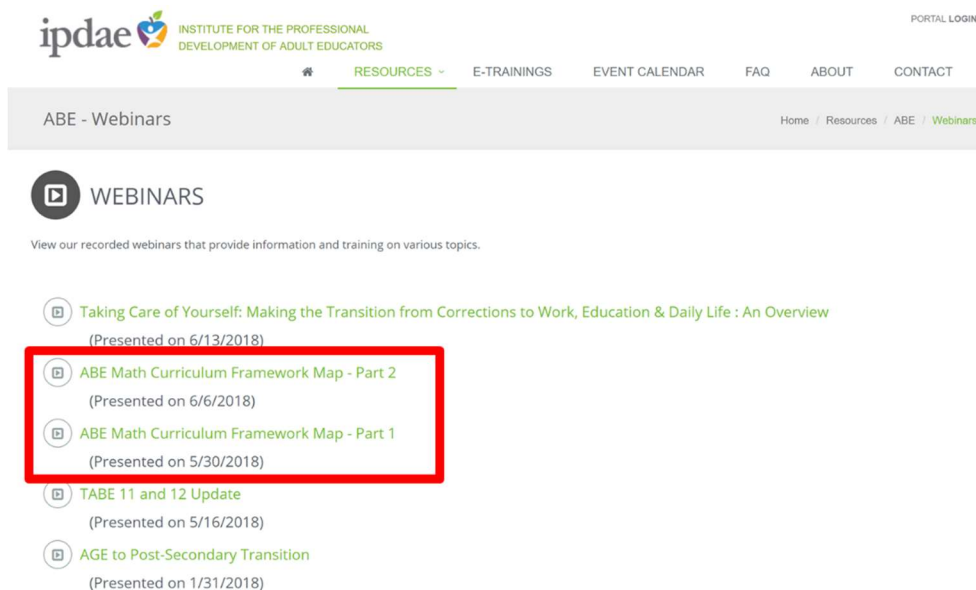 ipdae INSTITUTE FOR THE PROFESSIONAL
DEVELOPMENT OF ADULT EDUCATORS
PORTAL LOGIN
RESOURCES E-TRAININGS EVENT CALENDAR FAQ ABOUT CONTACT
ABE - Webinars
Home / Resources / ABE / Webinars
WEBINARS
View our recorded webinars that provide information and training on various topics.
Taking Care of Yourself: Making the Transition from Corrections to Work, Education & Daily Life : An Overview
(Presented on 6/13/2018)
ABE Math Curriculum Framework Map - Part 2
(Presented on 6/6/2018)
ABE Math Curriculum Framework Map - Part 1
(Presented on 5/30/2018)
TABE 11 and 12 Update
(Presented on 5/16/2018)
AGE to Post-Secondary Transition
(Presented on 1/31/2018)